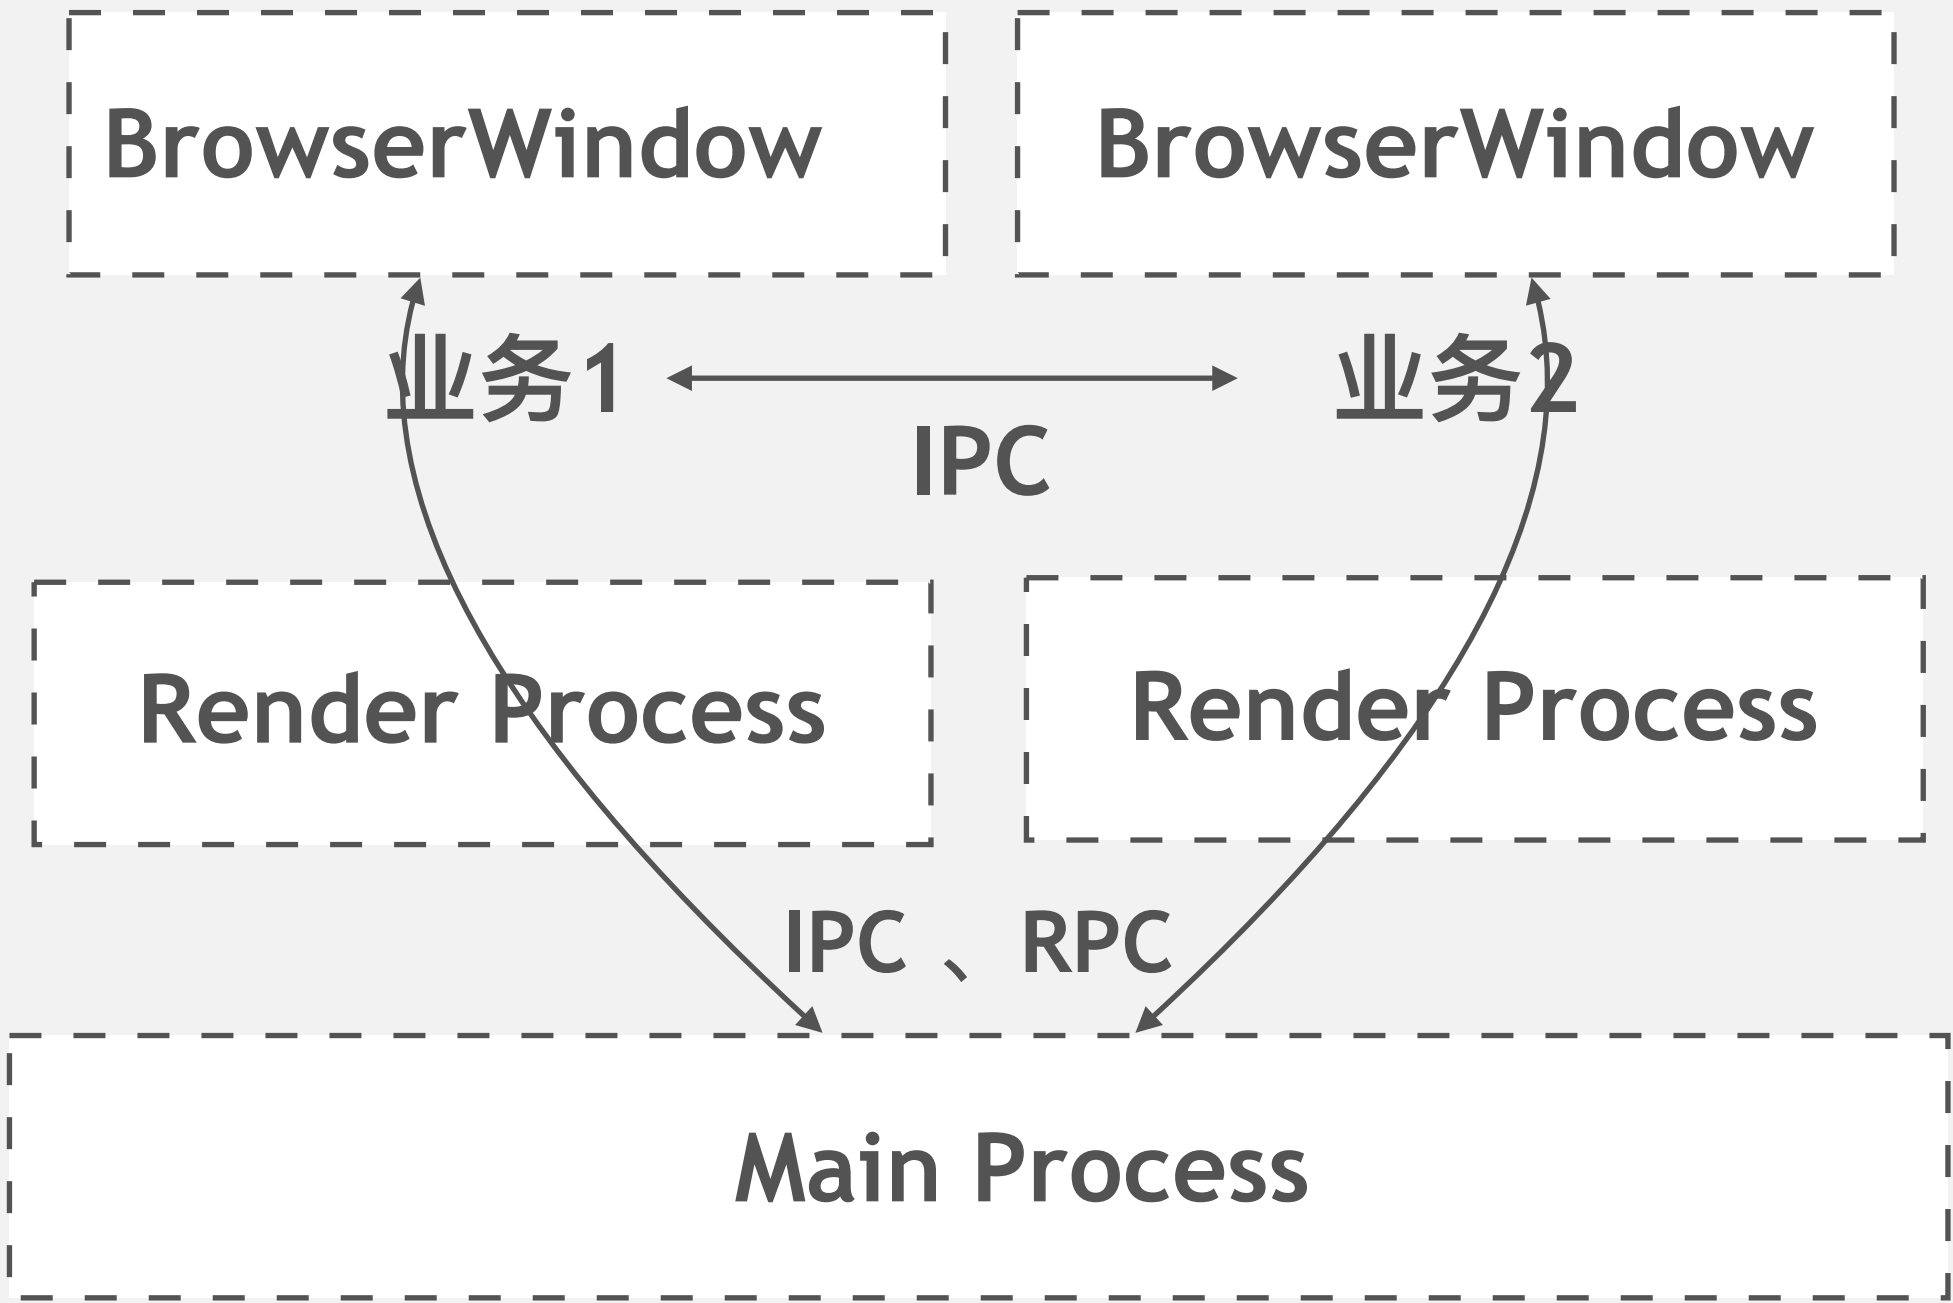 BrowserWindow
BrowserWindow
业务1
业务2
IPC
Render Process
Render Process
IPC 、RPC
Main Process